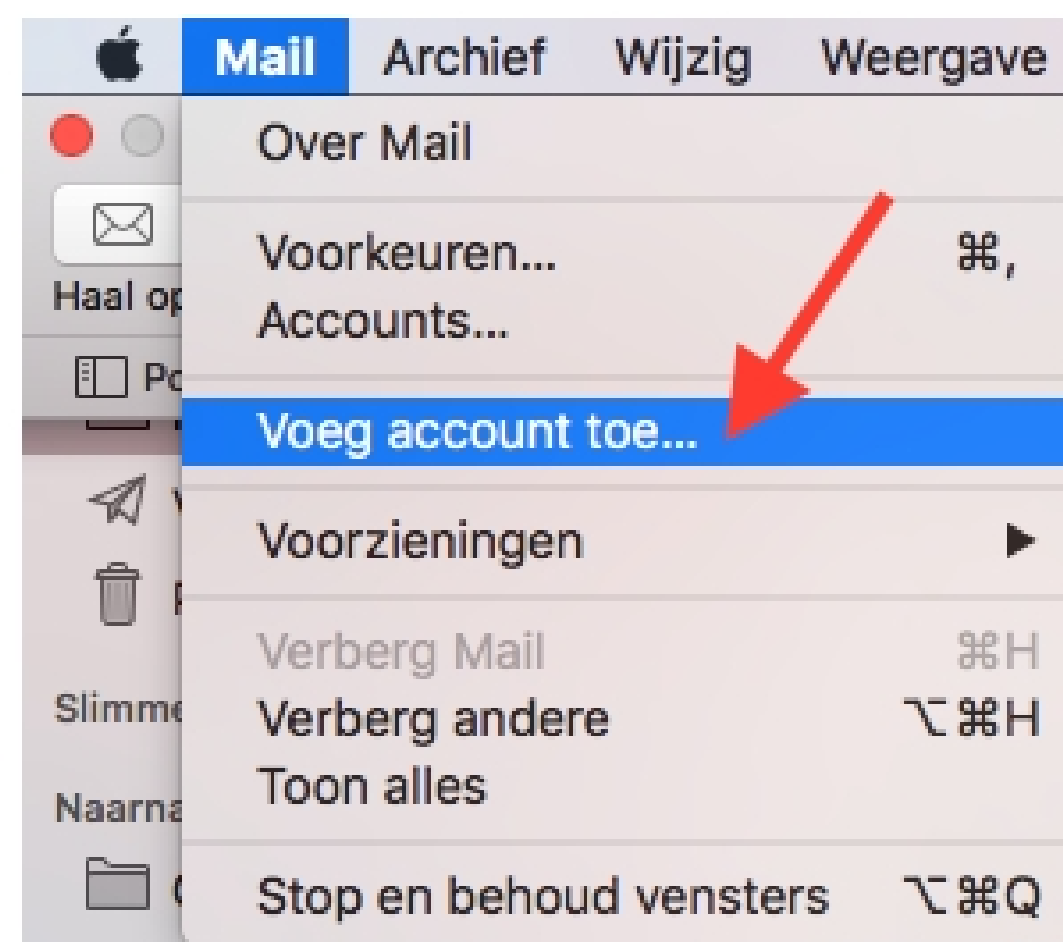 Mail Archief Wijzig Weergave
Over Mail
Voorkeuren... ⌘,
Haal op
Accounts...
Voeg account toe...
Voorzieningen ▶
Verberg Mail ⌘H
Slimme
Verberg andere ⌥⌘H
Toon alles
Stop en behoud vensters ⌥⌘Q